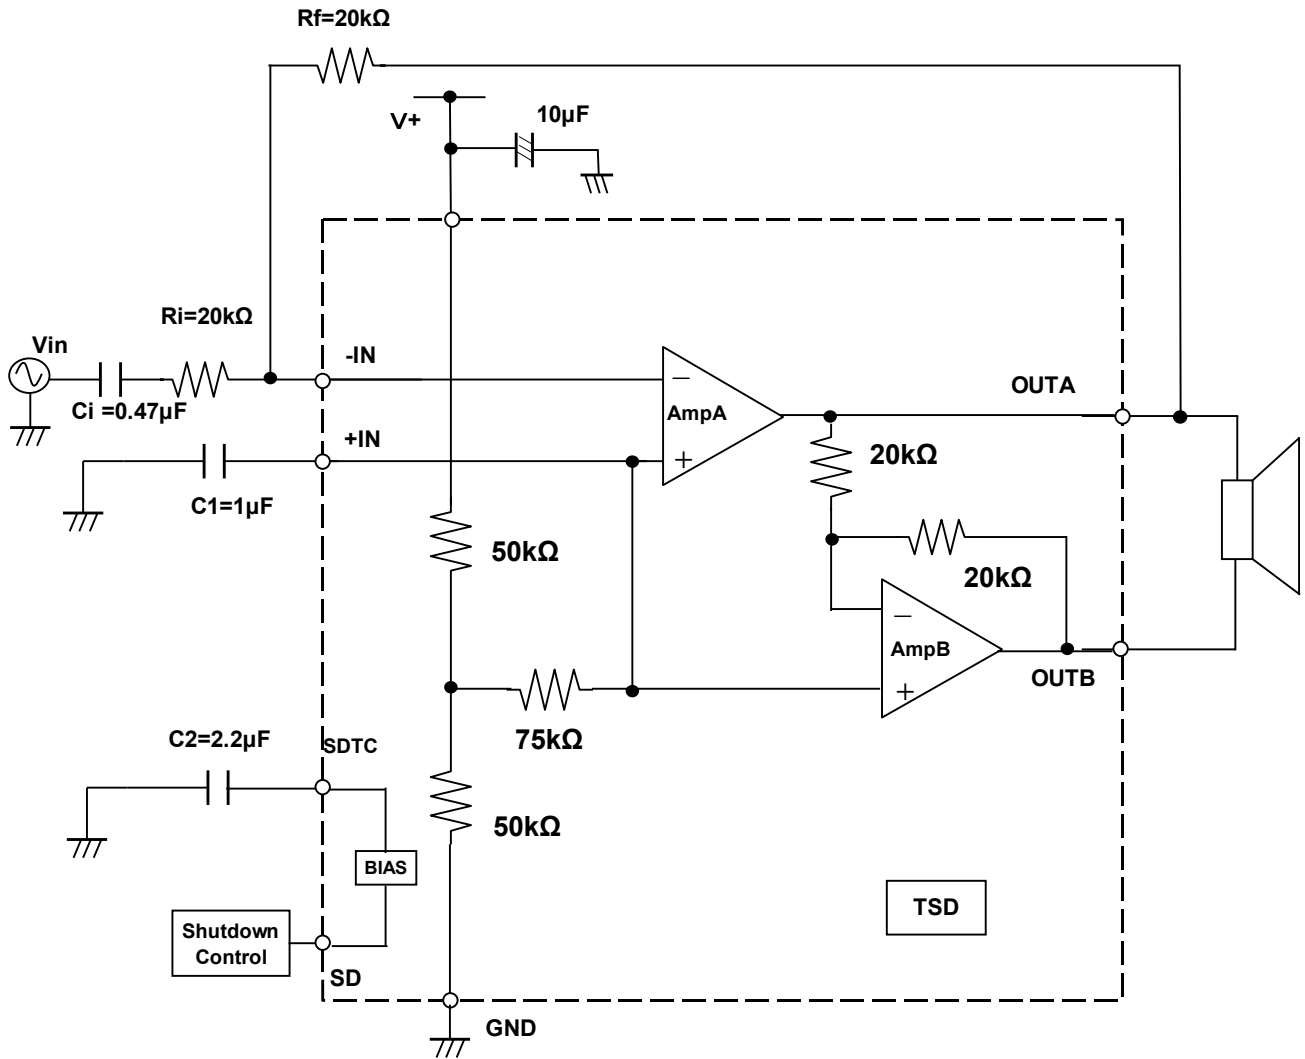 Rf=20kΩ
V+
10µF
Ri=20kΩ
Vin
-IN
Ci =0.47µF
+IN
C1=1µF
AmpA
OUTA
20kΩ
50kΩ
20kΩ
AmpB
OUTB
75kΩ
C2=2.2µF
SDTC
50kΩ
BIAS
TSD
Shutdown
Control
SD
GND